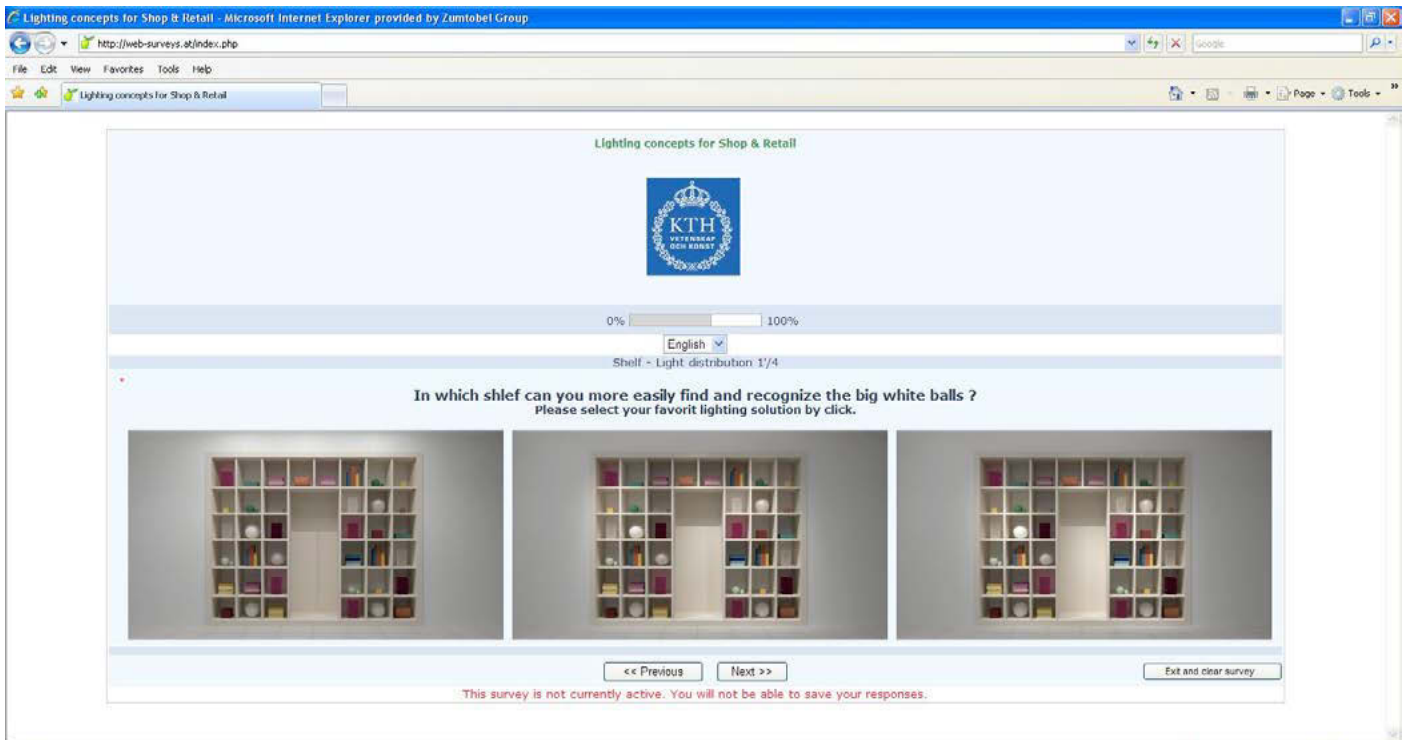 Lighting concepts for Shop & Retail - Microsoft Internet Explorer provided by Zumtobel Group
http://web-surveys.at/index.php
Google
File Edit View Favorites Tools Help
Lighting concepts for Shop & Retail
Page Tools »
Lighting concepts for Shop & Retail
KTH
VETENSKAP
OCH KONST
0% 100%
English
Shelf - Light distribution 1'/4
*
In which shlef can you more easily find and recognize the big white balls ?
Please select your favorit lighting solution by click.
<< Previous Next >> Exit and clear survey
This survey is not currently active. You will not be able to save your responses.